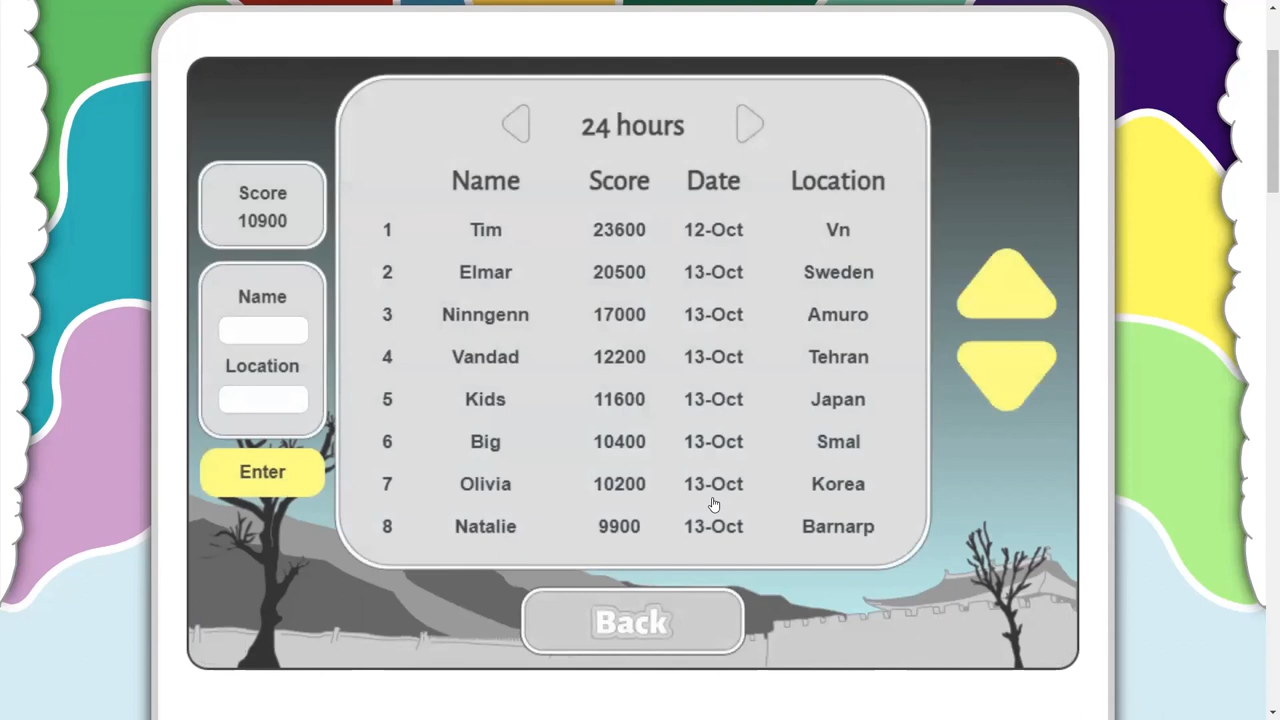 24 hours
Name Score Date Location
1 Tim 23600 12-Oct Vn
2 Elmar 20500 13-Oct Sweden
3 Ninngenn 17000 13-Oct Amuro
4 Vandad 12200 13-Oct Tehran
5 Kids 11600 13-Oct Japan
6 Big 10400 13-Oct Smal
7 Olivia 10200 13-Oct Korea
8 Natalie 9900 13-Oct Barnarp
Score
10900
Name
Location
Enter
Back